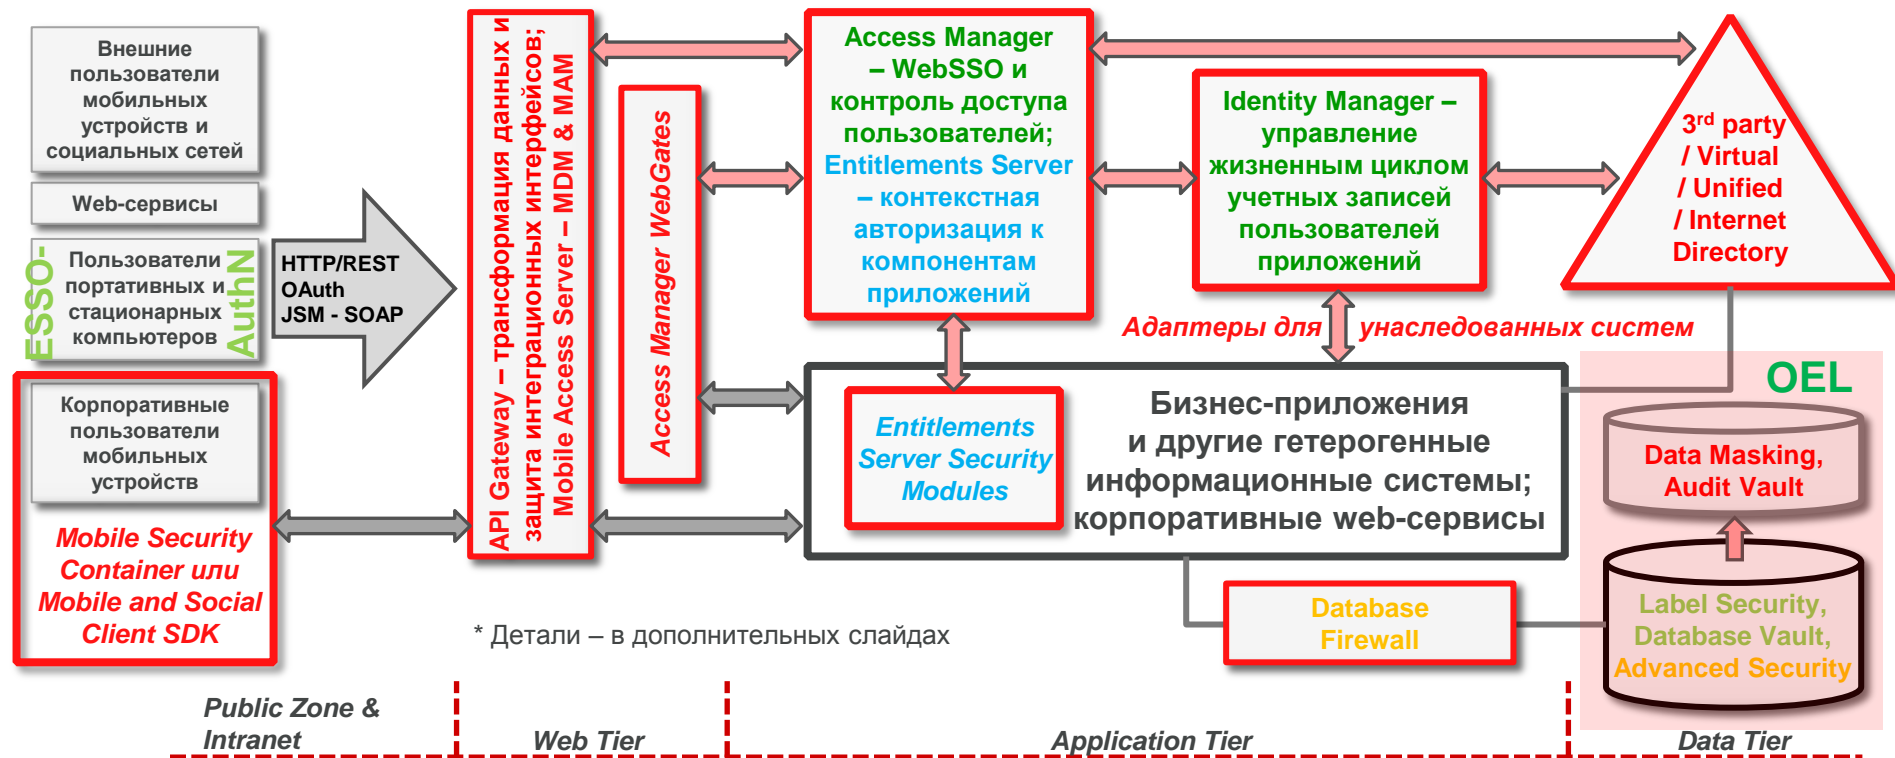 Внешние
пользователи
мобильных
устройств и
социальных сетей
Web-сервисы
ESSO-
AuthN
Пользователи
портативных и
стационарных
компьютеров
Корпоративные
пользователи
мобильных
устройств
Mobile Security
Container или
Mobile and Social
Client SDK
HTTP/REST
OAuth
JSM - SOAP
API Gateway – трансформация данных и
защита интеграционных интерфейсов;
Mobile Access Server – MDM & MAM
Access Manager WebGates
Access Manager
– WebSSO и
контроль доступа
пользователей;
Entitlements Server
– контекстная
авторизация к
компонентам
приложений
Identity Manager –
управление
жизненным циклом
учетных записей
пользователей
приложений
3rd party
/ Virtual
/ Unified
/ Internet
Directory
Адаптеры для унаследованных систем
Entitlements
Server Security
Modules
Бизнес-приложения
и другие гетерогенные
информационные системы;
корпоративные web-сервисы
OEL
Data Masking,
Audit Vault
Label Security,
Database Vault,
Advanced Security
Database
Firewall
* Детали – в дополнительных слайдах
Public Zone &
Intranet
Web Tier
Application Tier
Data Tier